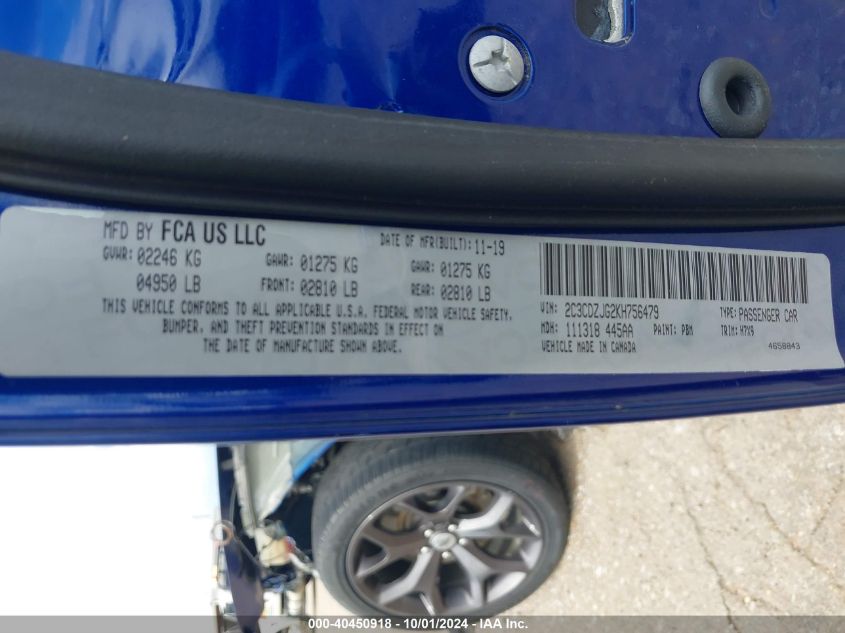 MFD BY FCA US LLC
DATE OF MFR(BUILT): 11-19
GVWR: 02246 KG
GAWR: 01275 KG
GAWR: 01275 KG
04950 LB
FRONT: 02810 LB
REAR: 02810 LB
THIS VEHICLE CONFORMS TO ALL APPLICABLE U.S.A. FEDERAL MOTOR VEHICLE SAFETY,
BUMPER, AND THEFT PREVENTION STANDARDS IN EFFECT ON
THE DATE OF MANUFACTURE SHOWN ABOVE.
VIN: 2C3CDZJG2KH756479
TYPE: PASSENGER CAR
MDH: 111318 445AA
PAINT: PBM
TRIM: H7X9
VEHICLE MADE IN CANADA
4658843
000-40450918 - 10/01/2024 - IAA Inc.